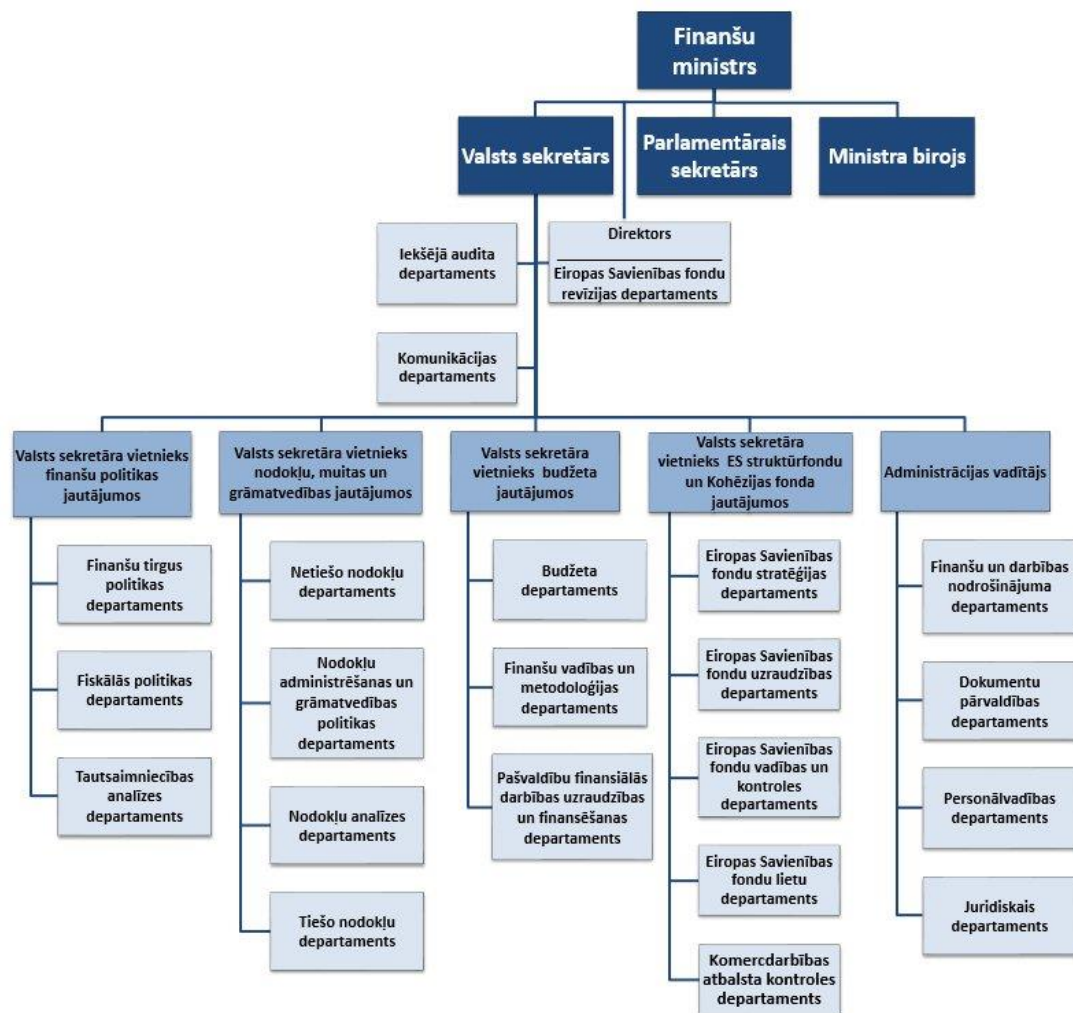 Finanšu
ministrs
Valsts sekretārs
Parlamentārais
sekretārs
Ministra birojs
Iekšējā audita
departaments
Direktors
Eiropas Savienības fondu
revīzijas departaments
Komunikācijas
departaments
Valsts sekretāra vietnieks
finanšu politikas
jautājumos
Finanšu tirgus
politikas
departaments
Fiskālās politikas
departaments
Tautsaimniecības
analīzes
departaments
Valsts sekretāra vietnieks
nodokļu, muitas un
grāmatvedības jautājumos
Netiešo nodokļu
departaments
Nodokļu
administrēšanas un
grāmatvedības
politikas
departaments
Nodokļu analīzes
departaments
Tiešo nodokļu
departaments
Valsts sekretāra
vietnieks budžeta
jautājumos
Budžeta
departaments
Finanšu vadības un
metodoloģijas
departaments
Pašvaldību finansiālās
darbības uzraudzības
un finansēšanas
departaments
Valsts sekretāra
vietnieks ES struktūrfondu
un Kohēzijas fonda
jautājumos
Eiropas Savienības
fondu stratēģijas
departaments
Eiropas Savienības
fondu uzraudzības
departaments
Eiropas Savienības
fondu vadības un
kontroles
departaments
Eiropas Savienības
fondu lietu
departaments
Komercdarbības
atbalsta kontroles
departaments
Administrācijas vadītājs
Finanšu un darbības
nodrošinājuma
departaments
Dokumentu
pārvaldības
departaments
Personālvadības
departaments
Juridiskais
departaments